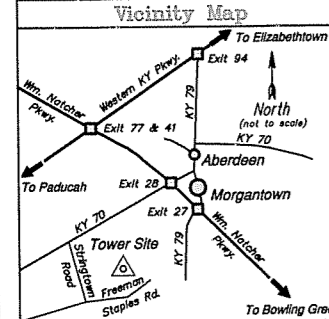 Vicinity Map
To Elizabethtown
Exit 94
Wm. Natcher
Pkwy.
Western KY Pkwy.
KY 79
North
(not to scale)
KY 70
Exit 77 & 41
Aberdeen
To Paducah
Exit 28
Morgantown
KY 70
Exit 27
Wm. Natcher
Pkwy.
Tower Site
KY 79
Stringtown
Road
Freeman
Staples Rd.
To Bowling Gre